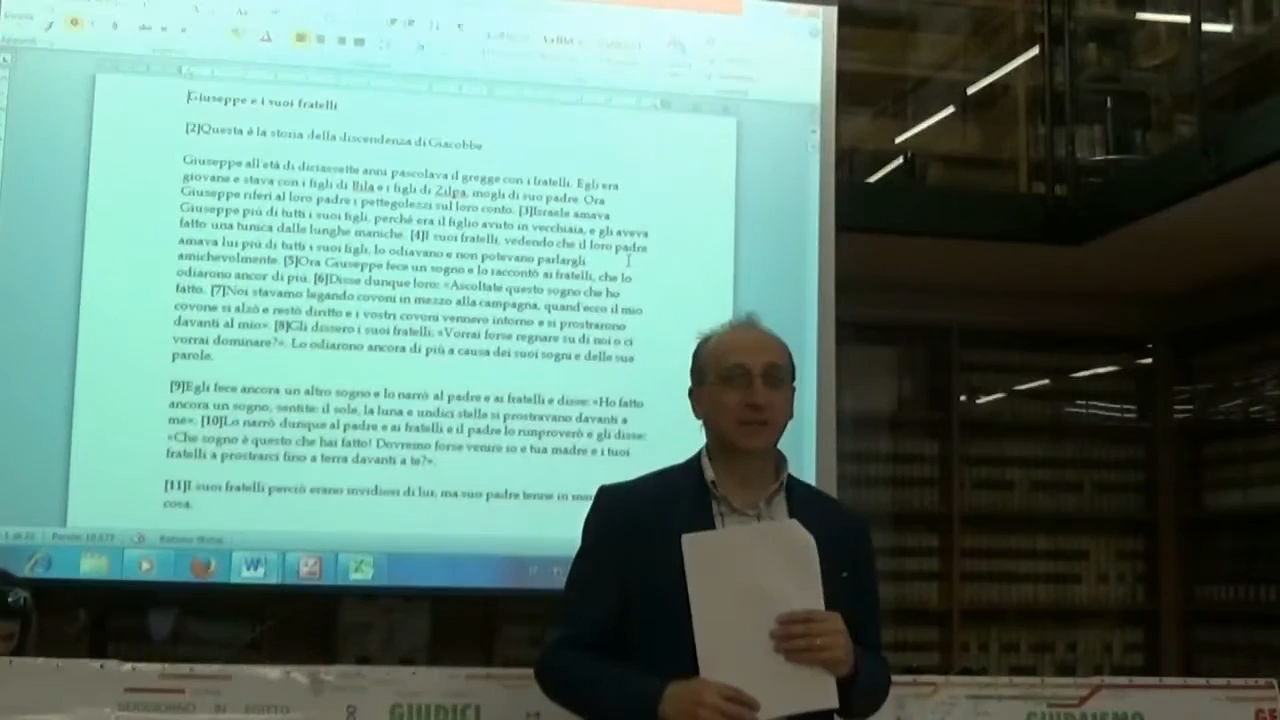 Giuseppe e i suoi fratelli
[2]Questa è la storia della discendenza di Giacobbe
Giuseppe all'età di diciassette anni pascolava il gregge con i fratelli. Egli era
giovane e stava con i figli di Bila e i figli di Zilpa, mogli di suo padre. Ora
Giuseppe riferì al loro padre i pettegolezzi sul loro conto. [3]Israele amava
Giuseppe più di tutti i suoi figli, perché era il figlio avuto in vecchiaia, e gli aveva
fatto una tunica dalle lunghe maniche. [4]I suoi fratelli, vedendo che il loro padre
amava lui più di tutti i suoi figli, lo odiavano e non potevano parlargli
amichevolmente. [5]Ora Giuseppe fece un sogno e lo raccontò ai fratelli, che lo
odiarono ancor di più. [6]Disse dunque loro: «Ascoltate questo sogno che ho
fatto. [7]Noi stavamo legando covoni in mezzo alla campagna, quand'ecco il mio
covone si alzò e restò diritto e i vostri covoni vennero intorno e si prostrarono
davanti al mio». [8]Gli dissero i suoi fratelli: «Vorrai forse regnare su di noi o ci
vorrai dominare?». Lo odiarono ancora di più a causa dei suoi sogni e delle sue
parole.
[9]Egli fece ancora un altro sogno e lo narrò al padre e ai fratelli e disse: «Ho fatto
ancora un sogno, sentite: il sole, la luna e undici stelle si prostravano davanti a
me». [10]Lo narrò dunque al padre e ai fratelli e il padre lo rimproverò e gli disse:
«Che sogno è questo che hai fatto! Dovremo forse venire io e tua madre e i tuoi
fratelli a prostrarci fino a terra davanti a te?».
[11]I suoi fratelli perciò erano invidiosi di lui, ma suo padre tenne in
cosa.
SOGGIORNO IN EGITTO
GIUDICI
GIUDAISMO